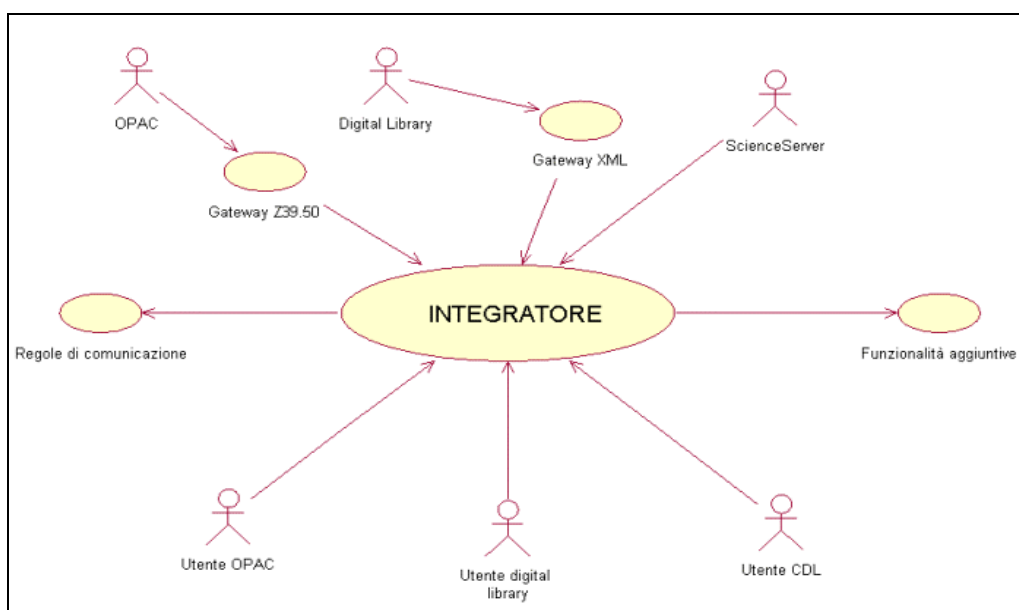 OPAC
Digital Library
ScienceServer
Gateway XML
Gateway Z39.50
INTEGRATORE
Regole di comunicazione
Funzionalità aggiuntive
Utente OPAC
Utente digital
library
Utente CDL